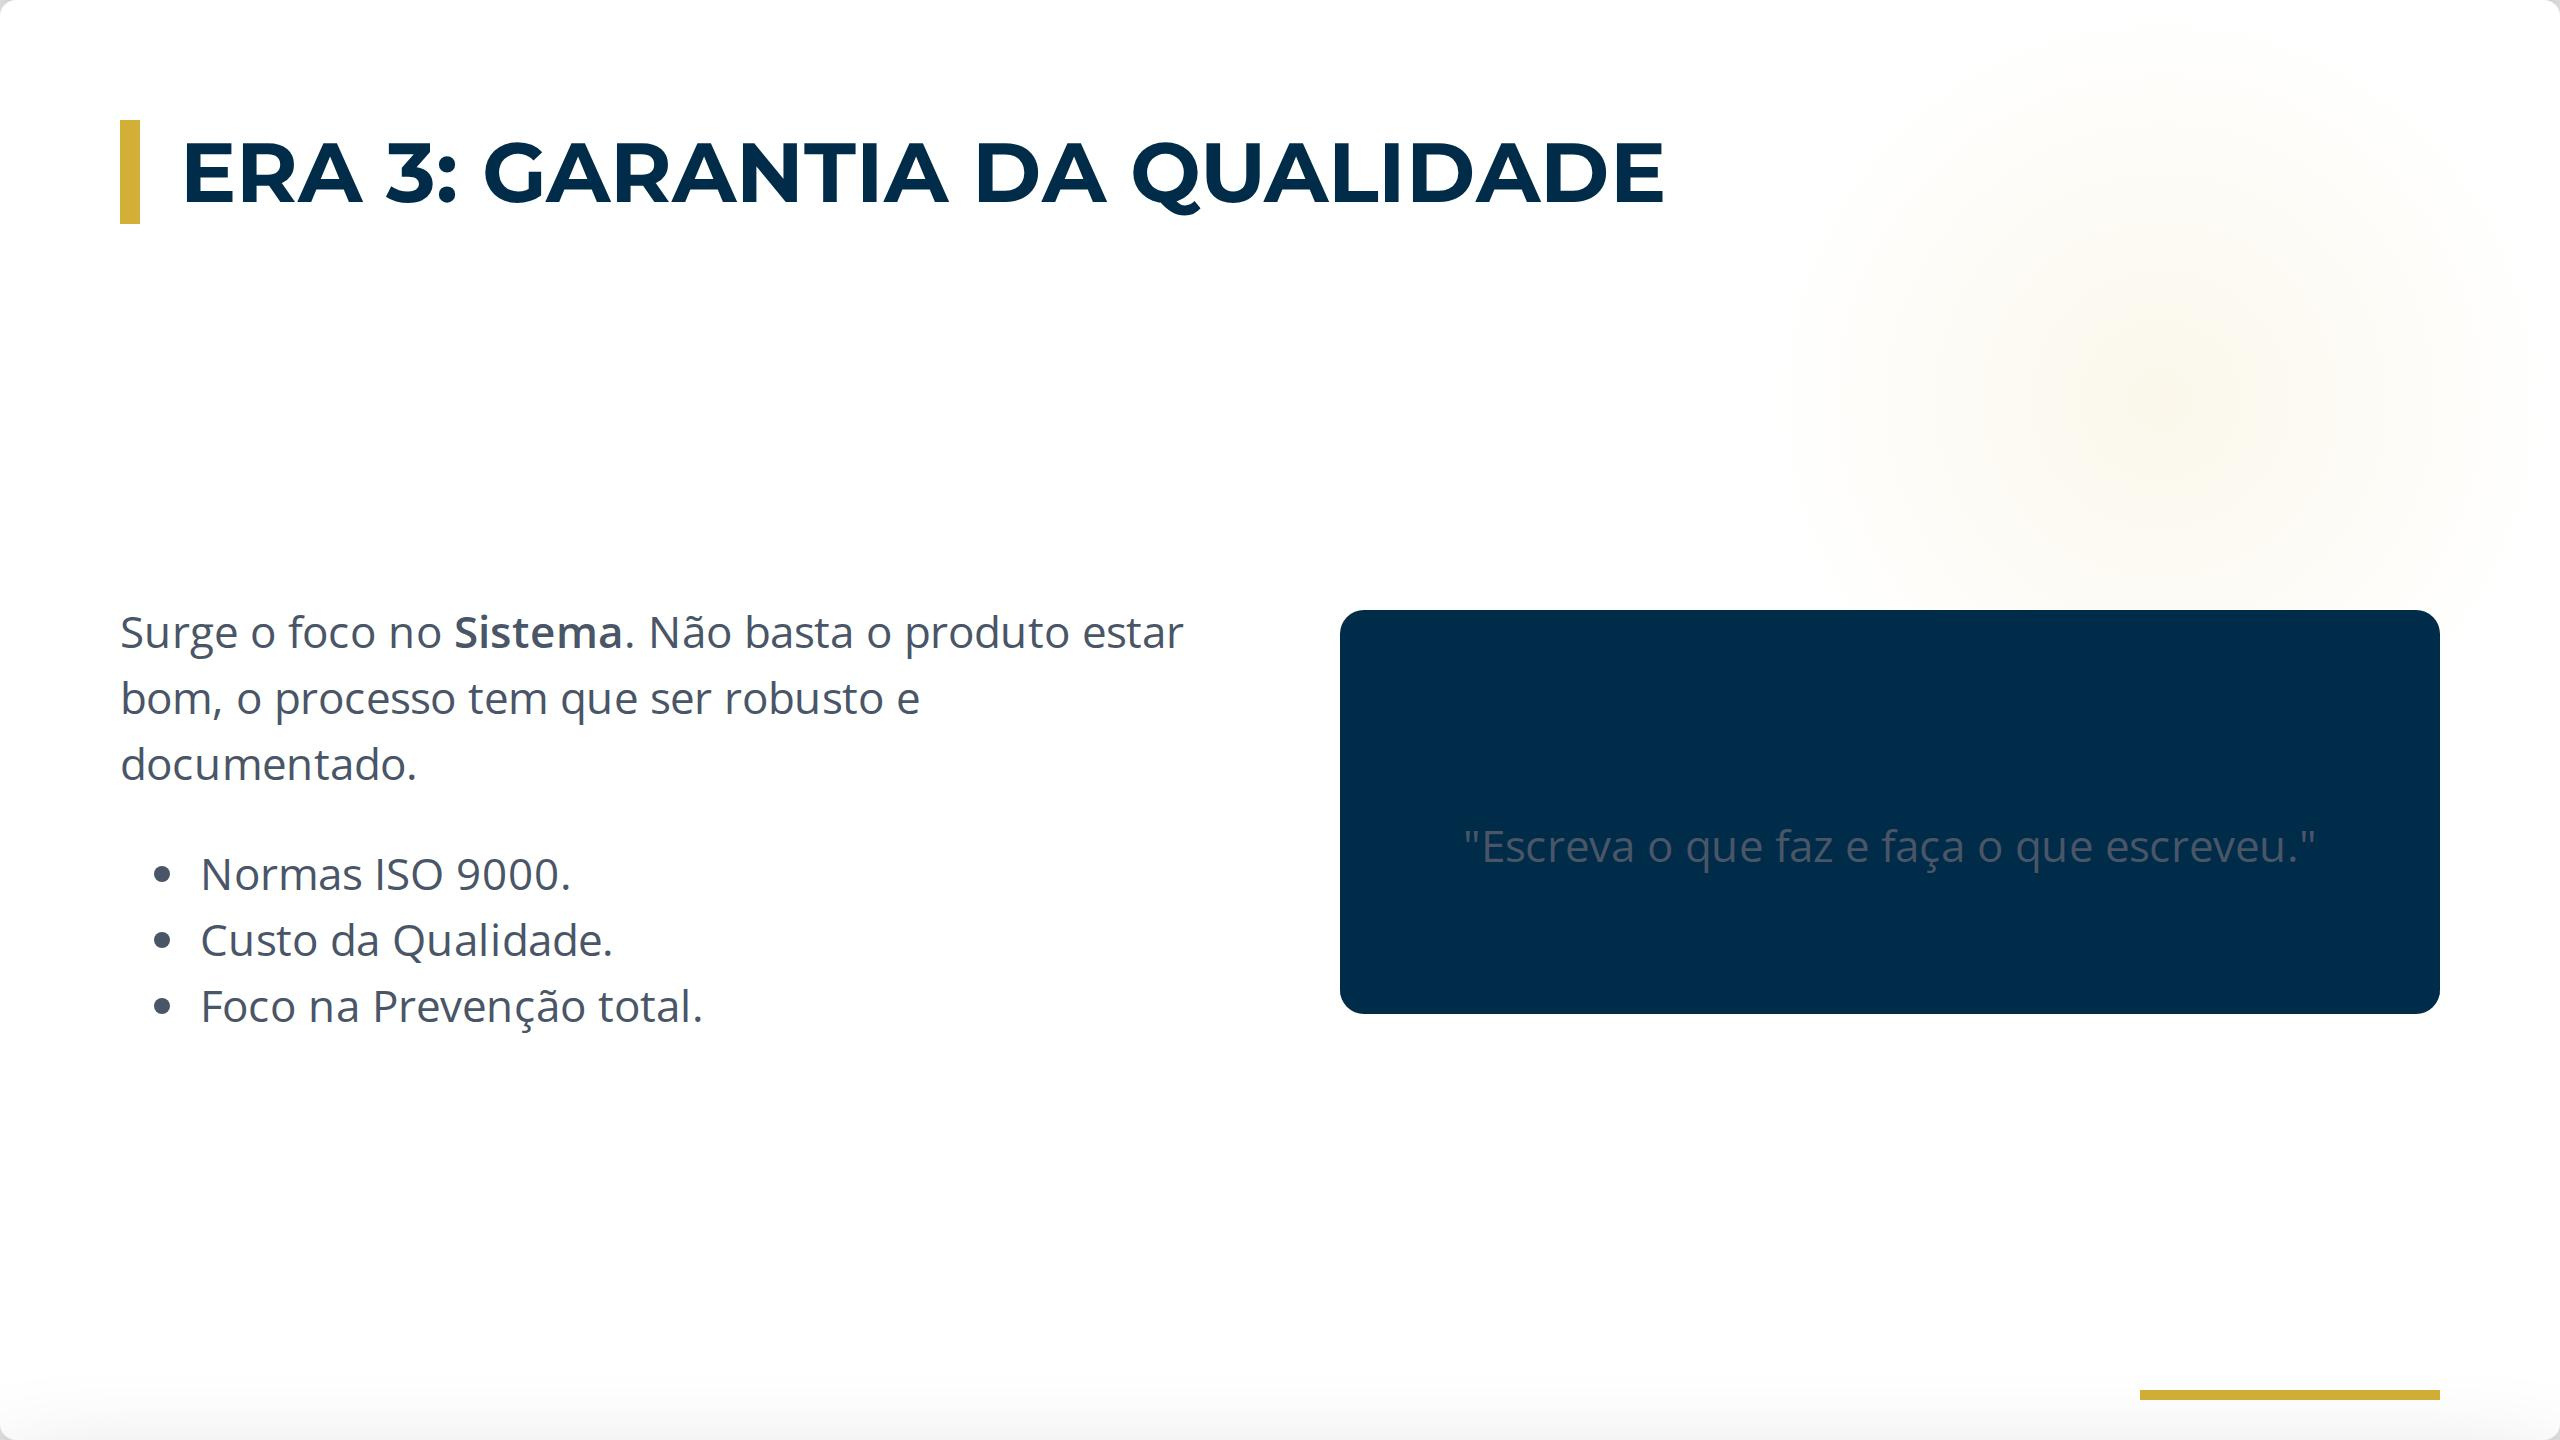 ERA 3: GARANTIA DA QUALIDADE
Surge o foco no Sistema. Não basta o produto estar
bom, o processo tem que ser robusto e
documentado.
• Normas ISO 9000.
• Custo da Qualidade.
• Foco na Prevenção total.
"Escreva o que faz e faça o que escreveu."